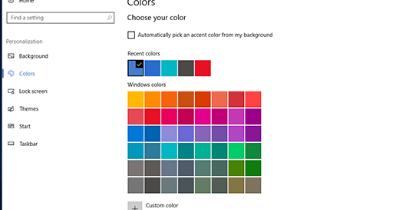 Home
Colors
Choose your color
Find a setting
Automatically pick an accent color from my background
Personalization
Recent colors
Background
Colors
Windows colors
Lock screen
Themes
Start
Taskbar
Custom color